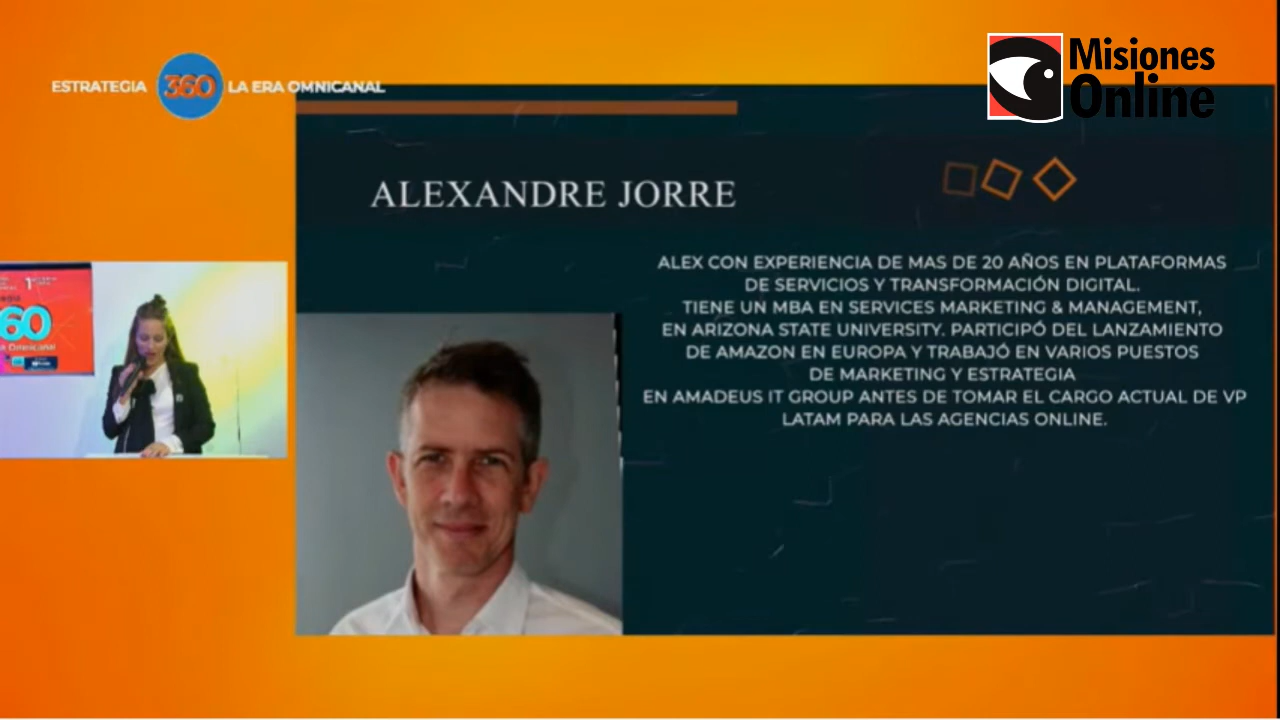 ESTRATEGIA 360 LA ERA OMNICANAL
Misiones
Online
ALEXANDRE JORRE
ALEX CON EXPERIENCIA DE MAS DE 20 AÑOS EN PLATAFORMAS
DE SERVICIOS Y TRANSFORMACIÓN DIGITAL.
TIENE UN MBA EN SERVICES MARKETING & MANAGEMENT,
EN ARIZONA STATE UNIVERSITY. PARTICIPÓ DEL LANZAMIENTO
DE AMAZON EN EUROPA Y TRABAJÓ EN VARIOS PUESTOS
DE MARKETING Y ESTRATEGIA
EN AMADEUS IT GROUP ANTES DE TOMAR EL CARGO ACTUAL DE VP
LATAM PARA LAS AGENCIAS ONLINE.
60
Omnicanal